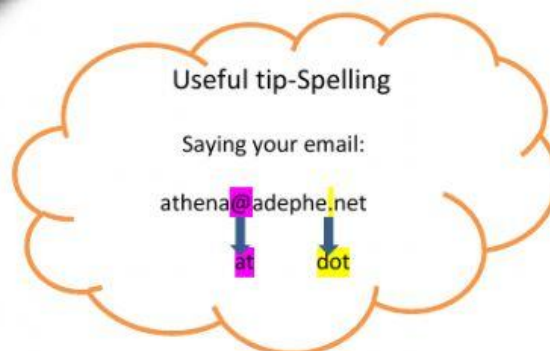 Useful tip-Spelling
Saying your email:
athena@adephe.net
at dot